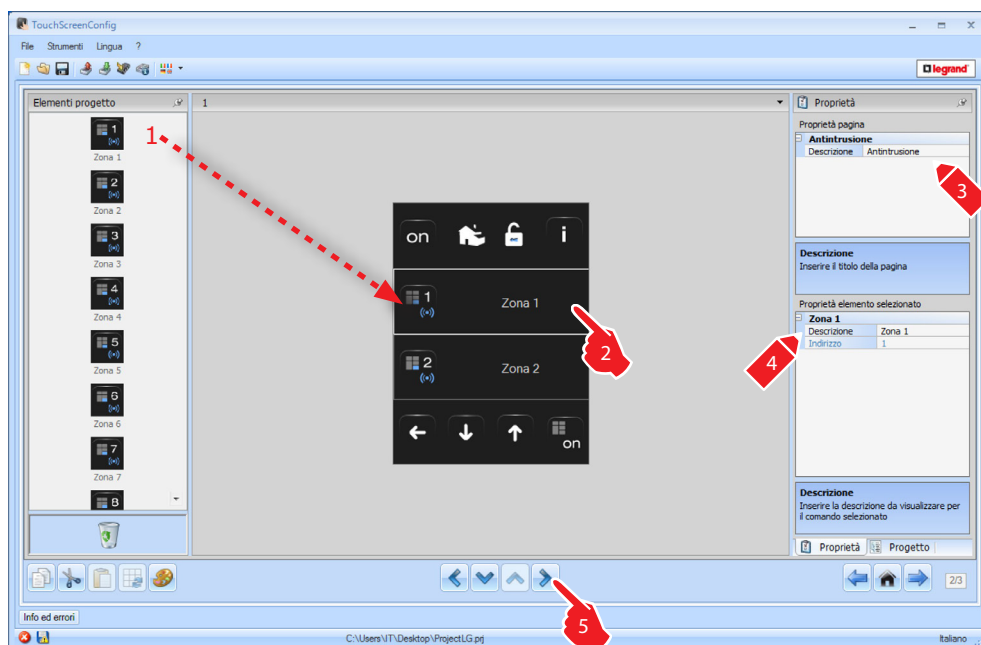 TouchScreenConfig
File Strumenti Lingua ?
legrand
Elementi progetto
1
Proprietà
1
Zona 1
2
Zona 2
3
Zona 3
4
Zona 4
5
Zona 5
6
Zona 6
7
Zona 7
8
1
on
i
1
Zona 1
2
2
Zona 2
on
Proprietà pagina
Antintrusione
Descrizione Antintrusione
3
Descrizione
Inserire il titolo della pagina
Proprietà elemento selezionato
Zona 1
Descrizione Zona 1
Indirizzo 1
4
Descrizione
Inserire la descrizione da visualizzare per
il comando selezionato
Proprietà Progetto
5
2/3
Info ed errori
C:\Users\IT\Desktop\ProjectLG.prj
Italiano